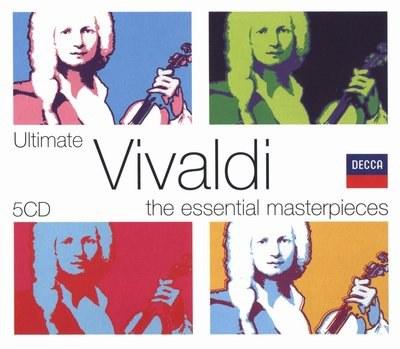 Ultimate
Vivaldi
DECCA
5CD
the essential masterpieces